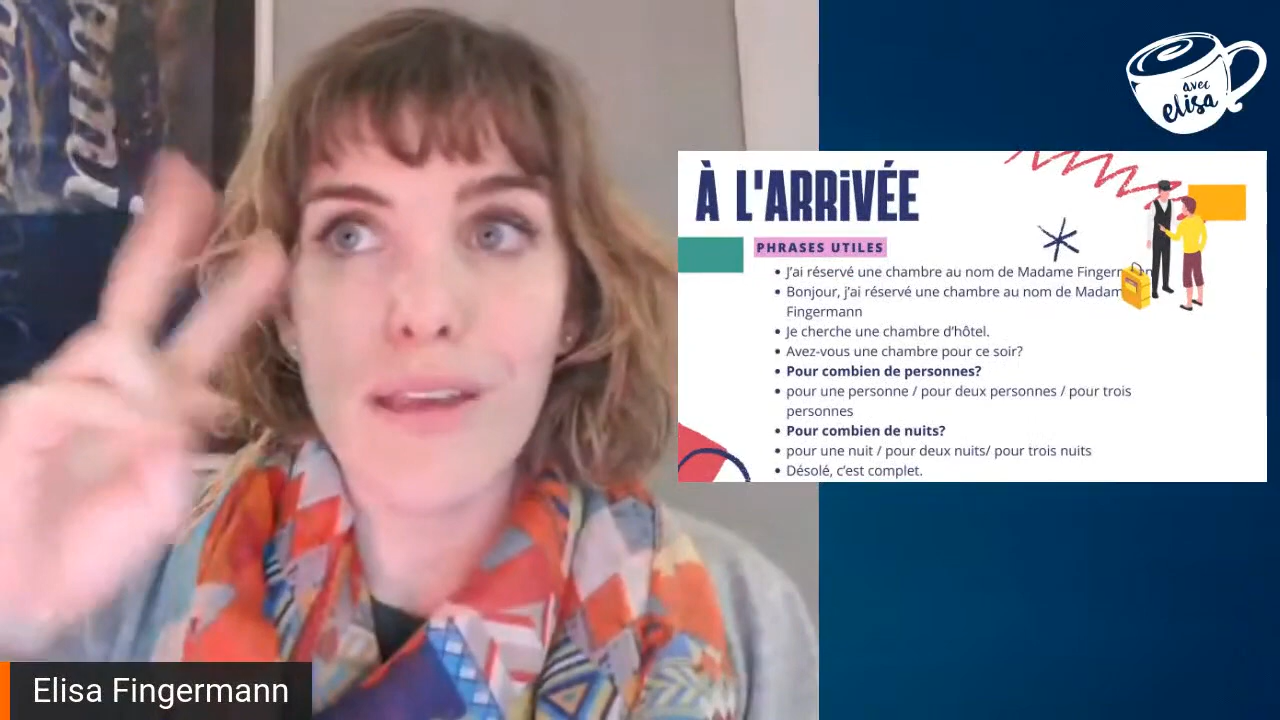 avec
elisa
À L'ARRiVÉE
PHRASES UTILES
J'ai réservé une chambre au nom de Madame
Bonjour, j'ai réservé une chambre au nom de
Fingermann
Je cherche une chambre d'hôtel.
Avez-vous une chambre pour ce soir?
Pour combien de personnes?
pour une personne / pour deux personnes / pour trois
personnes
Pour combien de nuits?
pour une nuit / pour deux nuits/ pour trois nuits
Désolé, c'est complet.
Elisa Fingermann